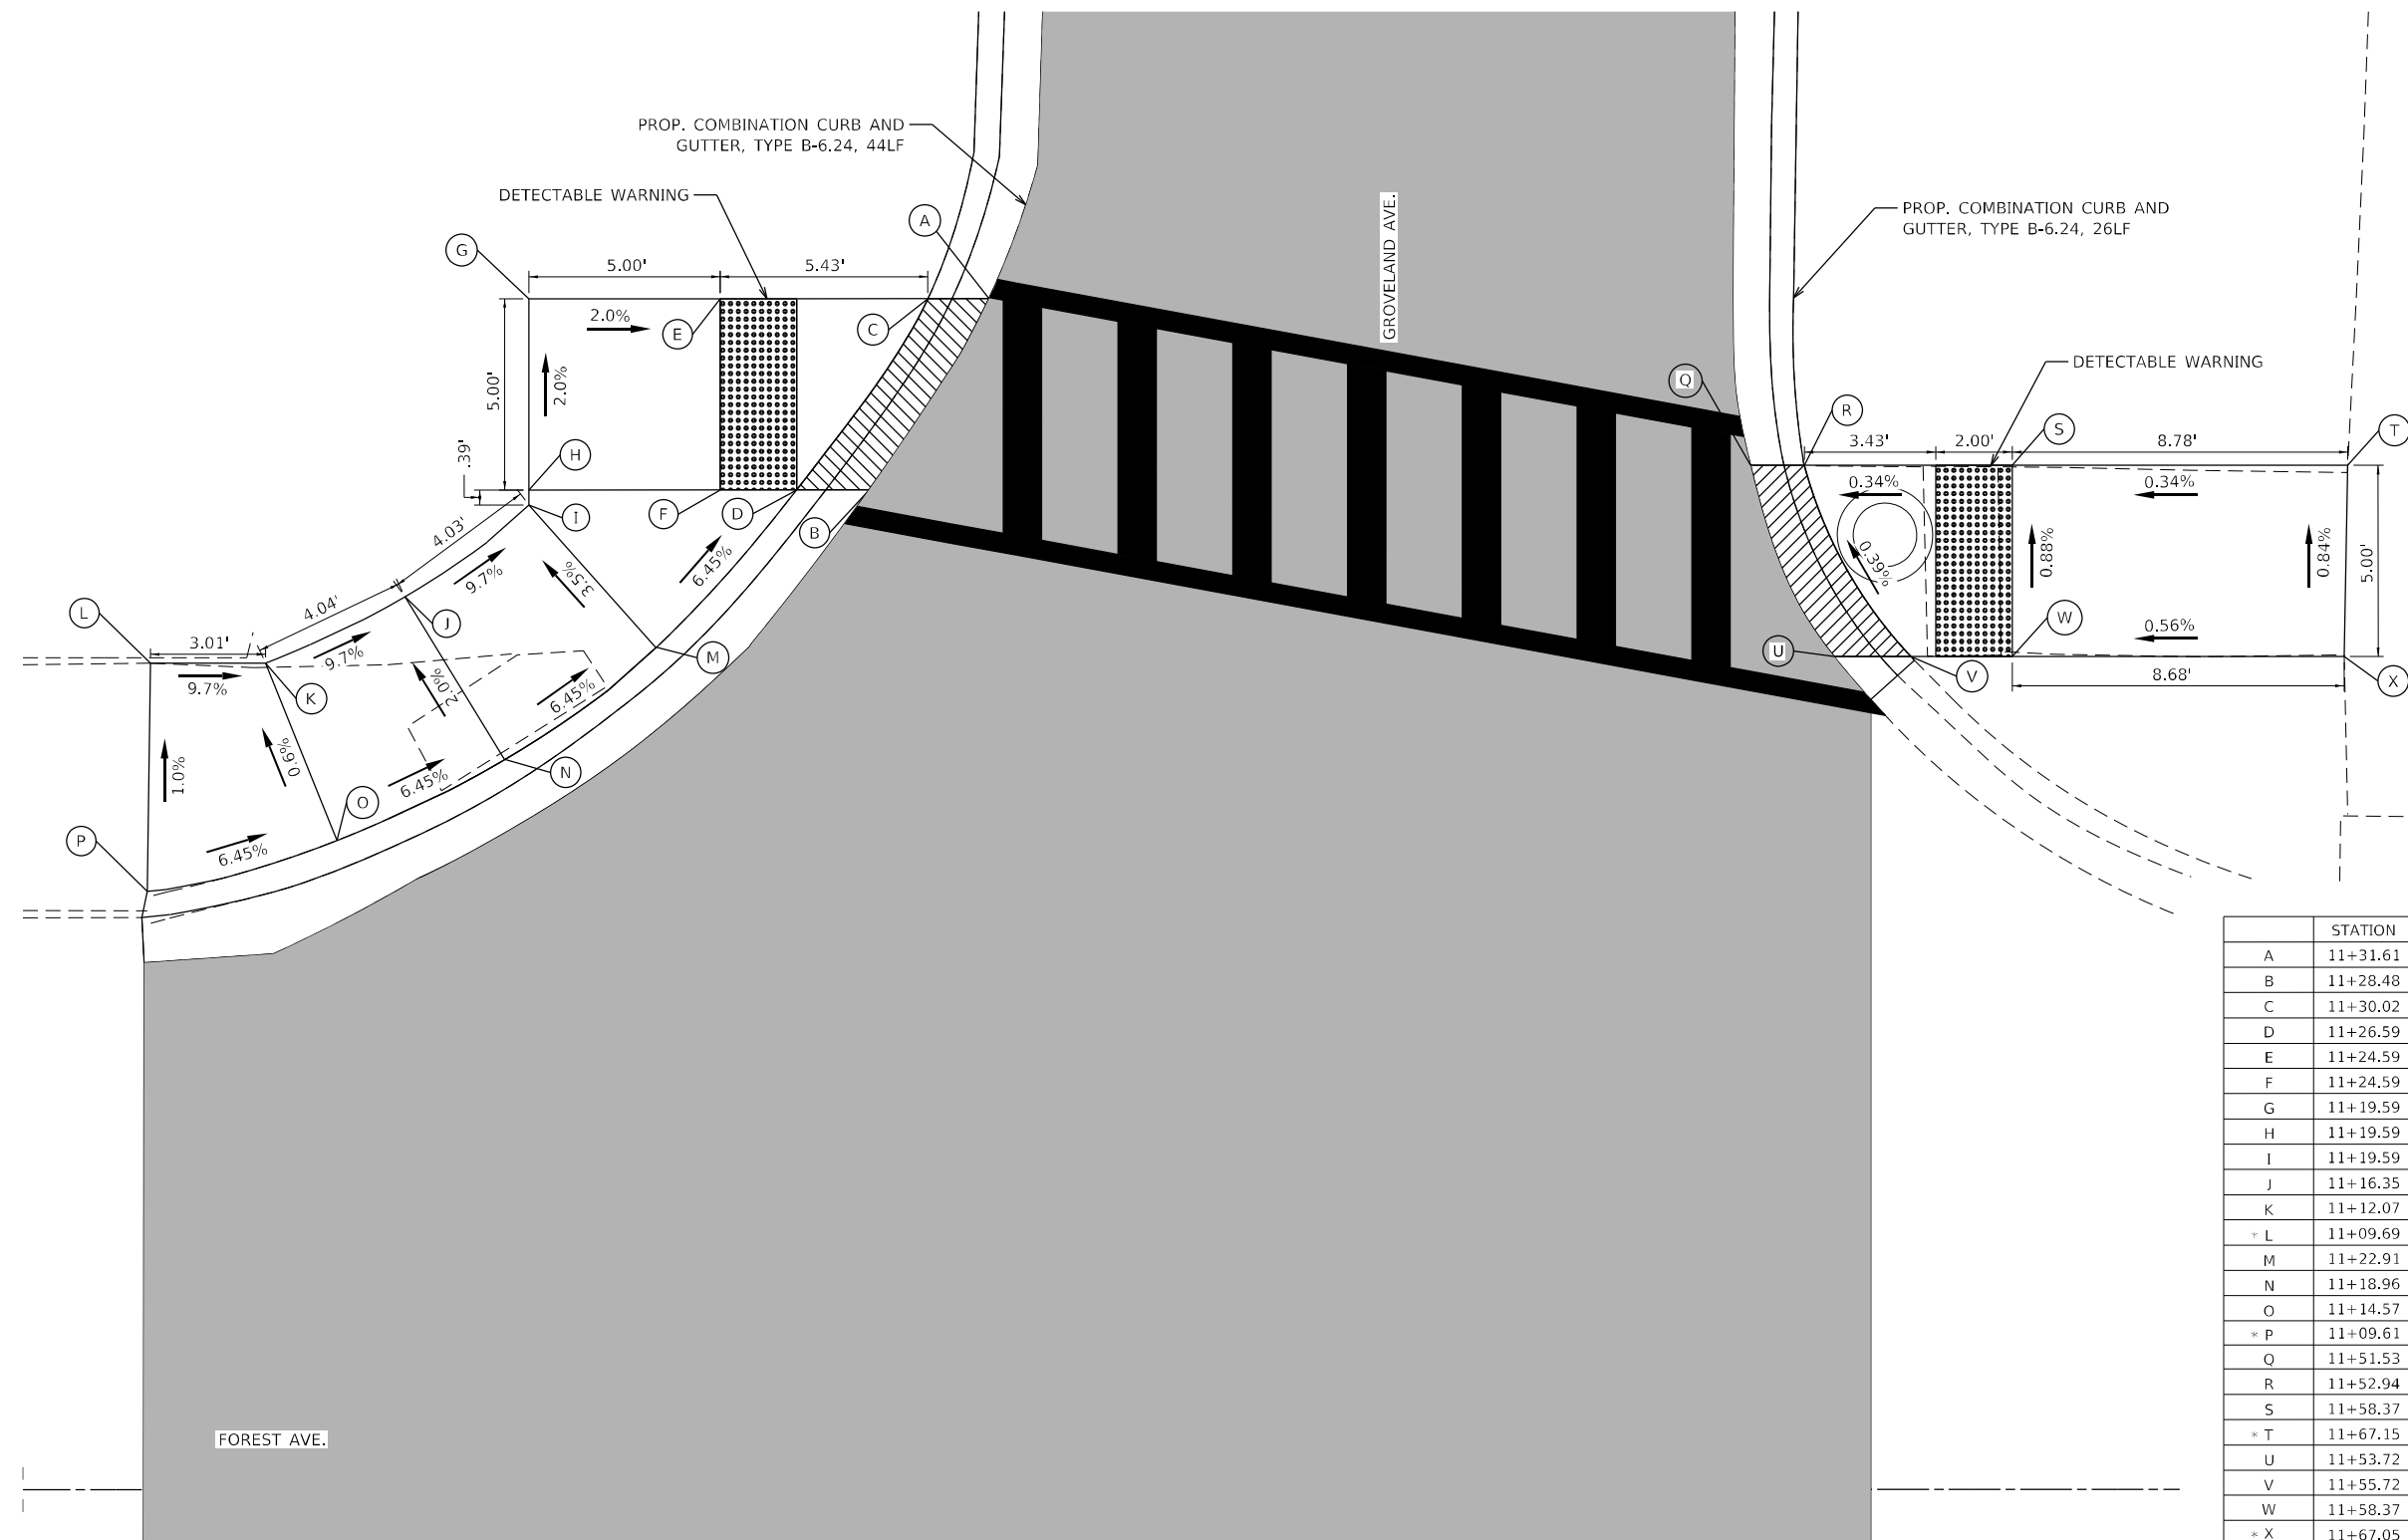 PROP. COMBINATION CURB AND
GUTTER, TYPE B-6.24, 44LF
DETECTABLE WARNING
A
G
5.00'
5.43'
2.0%
E
C
5.00'
2.0%
.39'
H
I
F
D
B
4.03'
9.7%
3.5%
6.45%
L
4.04'
3.01'
9.7%
J
9.7%
K
M
2.0%
6.45%
0.6%
1.0%
N
6.45%
O
P
6.45%
GROVELAND AVE.
PROP. COMBINATION CURB AND
GUTTER, TYPE B-6.24, 26LF
DETECTABLE WARNING
Q
R
S
T
3.43'
2.00'
8.78'
0.34%
0.34%
0.39%
0.88%
0.84%
5.00'
0.56%
W
U
V
8.68'
X
FOREST AVE.
STATION
A 11+31.61
B 11+28.48
C 11+30.02
D 11+26.59
E 11+24.59
F 11+24.59
G 11+19.59
H 11+19.59
I 11+19.59
J 11+16.35
K 11+12.07
* L 11+09.69
M 11+22.91
N 11+18.96
O 11+14.57
* P 11+09.61
Q 11+51.53
R 11+52.94
S 11+58.37
* T 11+67.15
U 11+53.72
V 11+55.72
W 11+58.37
* X 11+67.05